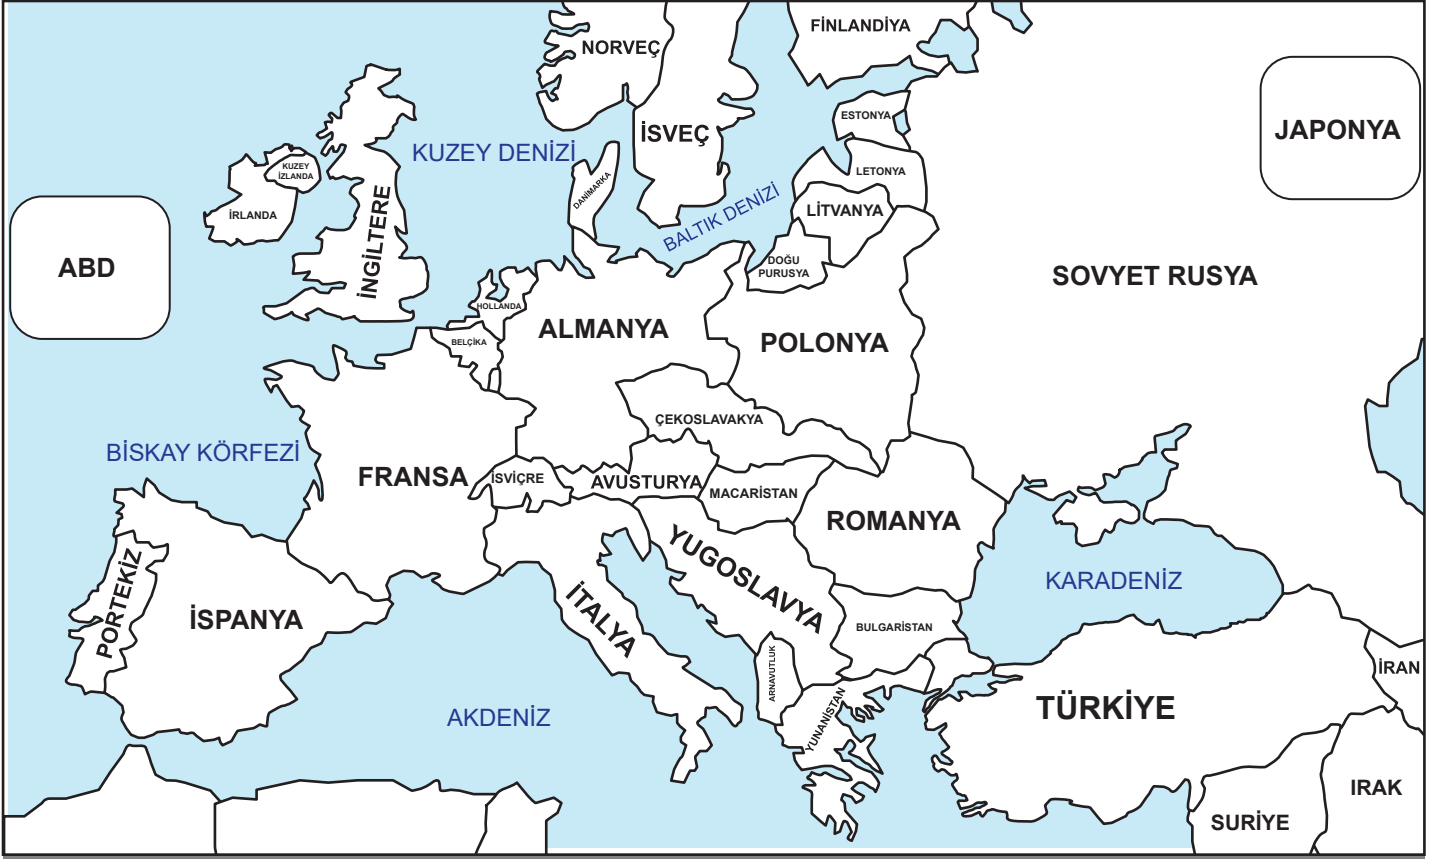 FİNLANDİYA
NORVEÇ
ESTONYA
JAPONYA
İSVEÇ
KUZEY DENİZİ
KUZEY
İZLANDA
LETONYA
DANİMARKA
İRLANDA
LİTVANYA
BALTIK DENİZİ
İNGİLTERE
ABD
DOĞU
PURUSYA
SOVYET RUSYA
HOLLANDA
ALMANYA
BELÇİKA
POLONYA
ÇEKOSLAVAKYA
BİSKAY KÖRFEZİ
FRANSA
İSVİÇRE
AVUSTURYA
MACARİSTAN
ROMANYA
YUGOSLAVYA
KARADENİZ
PORTEKİZ
İSPANYA
İTALYA
BULGARİSTAN
ARNAVUTLUK
İRAN
YUNANİSTAN
TÜRKİYE
AKDENİZ
IRAK
SURİYE